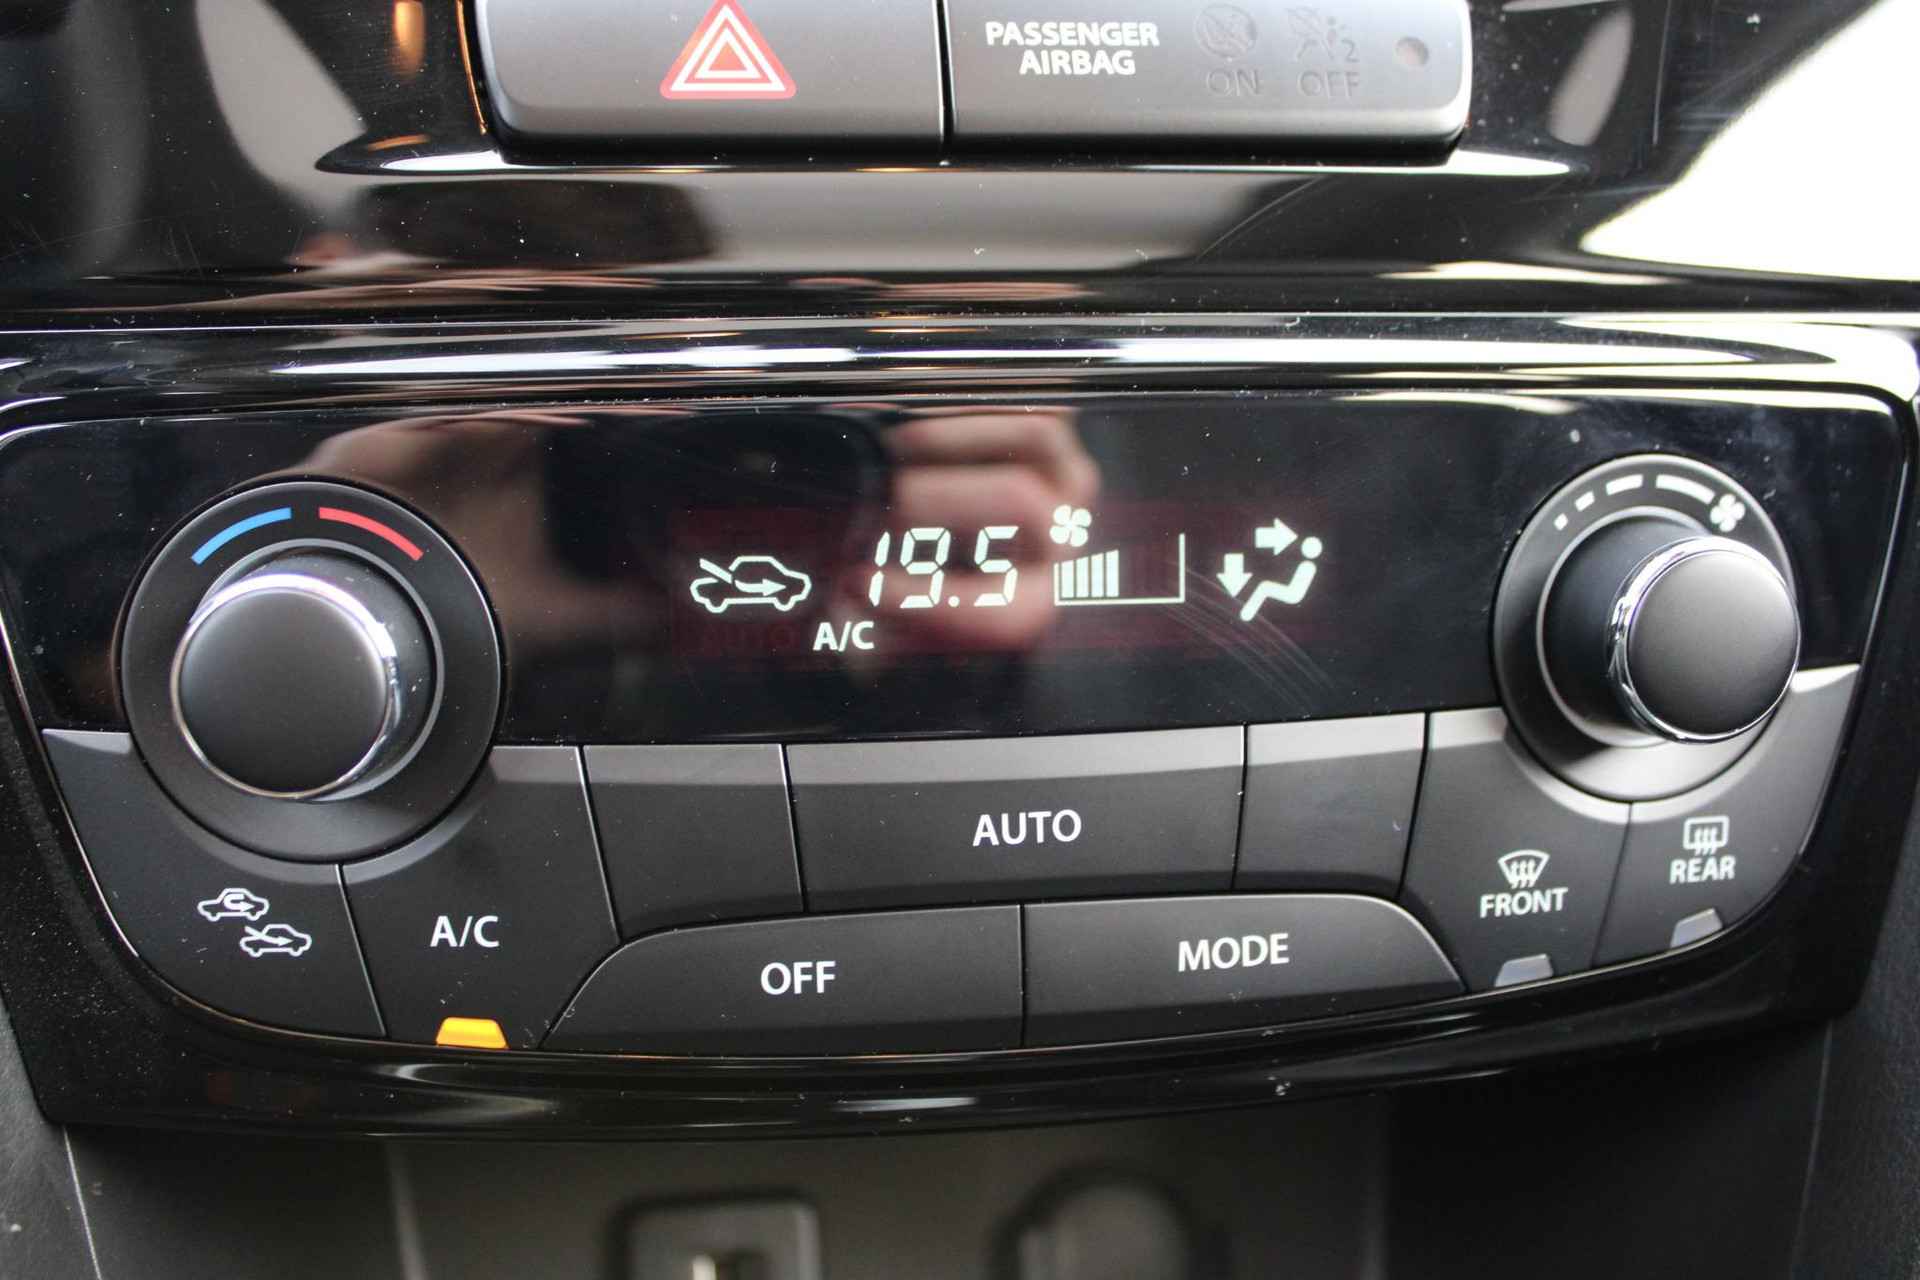 PASSENGER
AIRBAG
ON OFF
19.5
A/C
AUTO
A/C
OFF
MODE
FRONT
REAR